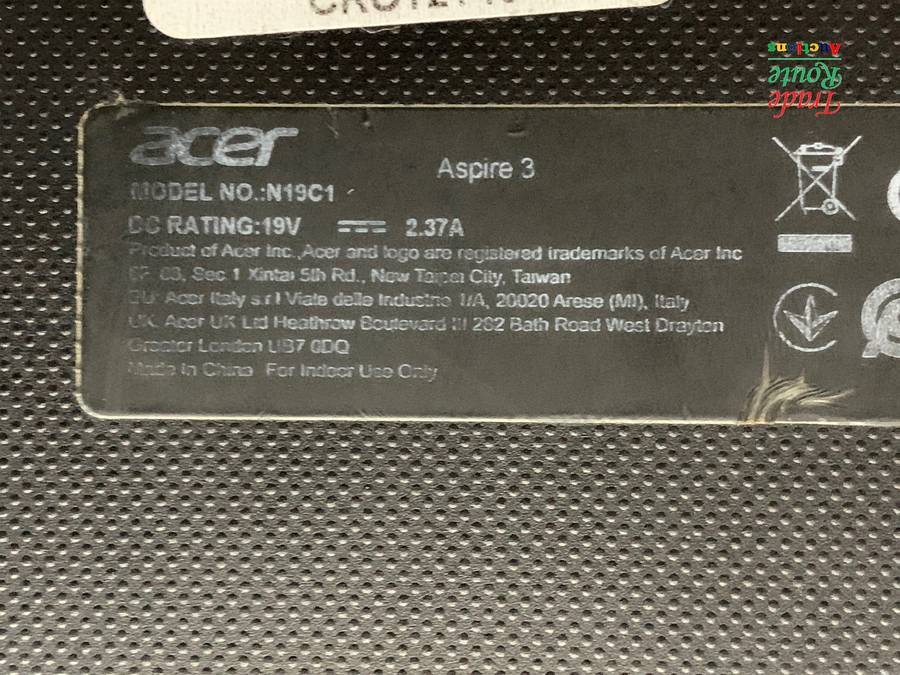 acer
Aspire 3
MODEL NO.:N19C1
DC RATING:19V ⎓ 2.37A
Product of Acer Inc., Acer and logo are registered trademarks of Acer Inc
Sec 1 Xintai 5th Rd., New Taipei City, Taiwan
EU: Acer Italy s.r.l Viale delle Industrie 1/A, 20020 Arese (MI), Italy
UK: Acer UK Ltd Heathrow Boulevard III 282 Bath Road West Drayton
Greater London UB7 0DQ
Made In China For Indoor Use Only
Trade
Route
Auctions